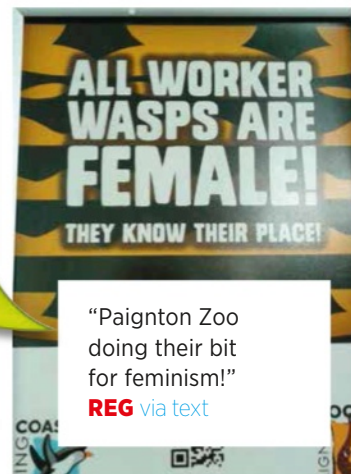 ALL WORKER
WASPS ARE
FEMALE!
THEY KNOW THEIR PLACE!
“Paignton Zoo
doing their bit
for feminism!”
REG via text